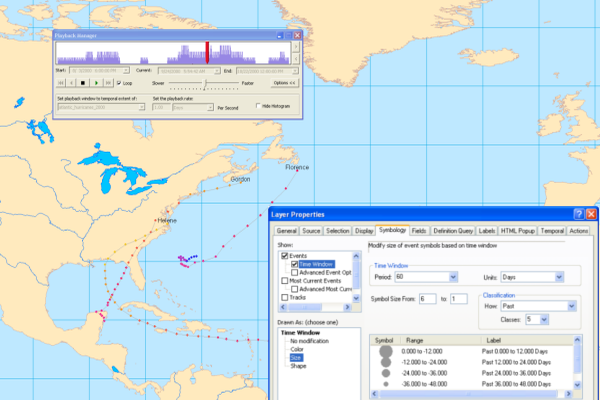 Playback Manager
Start:
Current:
End:
Loop
Slower
Faster
Options <<
Set playback window to temporal extent of:
Set the playback rate:
Days
Per Second
Hide Histogram
Florence
Gordon
Helene
Layer Properties
General Source Selection Display Symbology Fields Definition Query Labels HTML Popup Temporal Actions
Show:
Modify size of event symbols based on time window
Events
Time Window
Advanced Event Opt
Most Current Events
Advanced Most Curr
Tracks
Time Window
Period: 60
Units: Days
Symbol Size From: 6 to: 1
Classification
How: Past
Classes: 5
Drawn As: (choose one)
Time Window
No modification
Color
Size
Shape
Symbol Range Label
0.000 to -12.000 Past 0.000 to 12.000 Days
-12.000 to -24.000 Past 12.000 to 24.000 Days
-24.000 to -36.000 Past 24.000 to 36.000 Days
-36.000 to -48.000 Past 36.000 to 48.000 Days